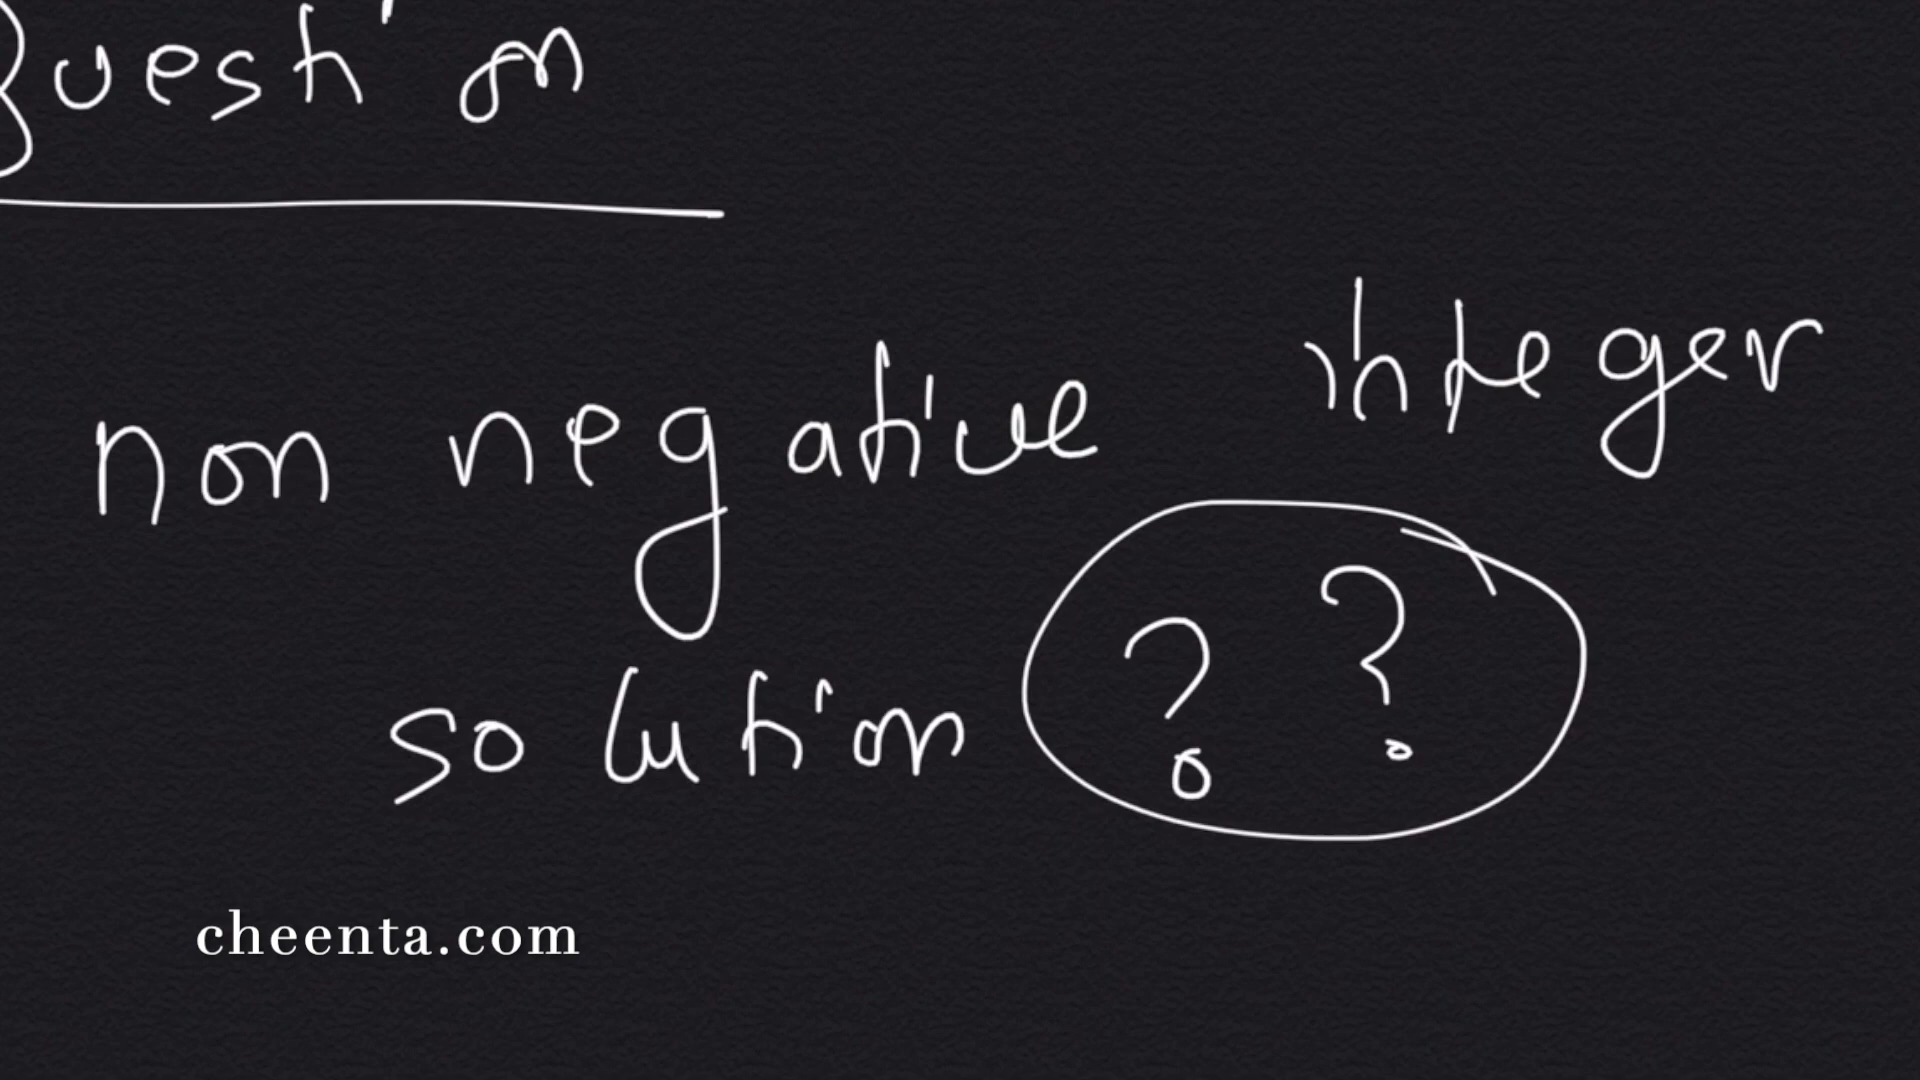 Question
non negative integer
solution ? ?
cheenta.com